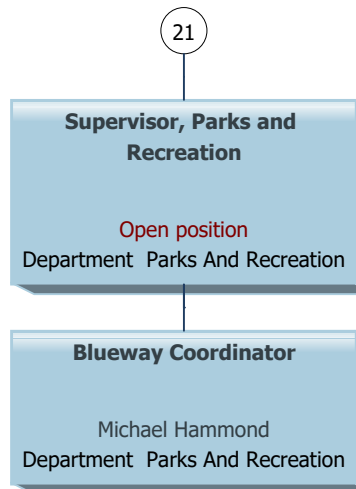 21
Supervisor, Parks and
Recreation
Open position
Department Parks And Recreation
Blueway Coordinator
Michael Hammond
Department Parks And Recreation